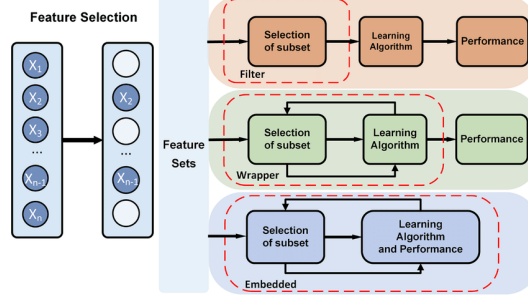 Feature Selection
X1
X2
X3
...
Xn-1
Xn
X2
...
Xn-1
Feature
Sets
Selection
of subset
Learning
Algorithm
Performance
Filter
Selection
of subset
Learning
Algorithm
Performance
Wrapper
Selection
of subset
Learning
Algorithm
and Performance
Embedded